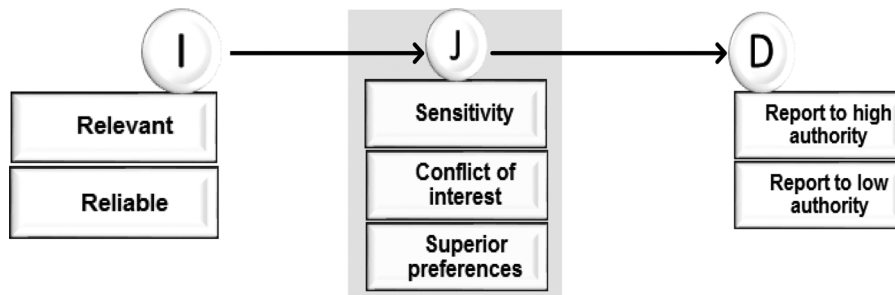 I
J
D
Relevant
Reliable
Sensitivity
Conflict of
interest
Superior
preferences
Report to high
authority
Report to low
authority